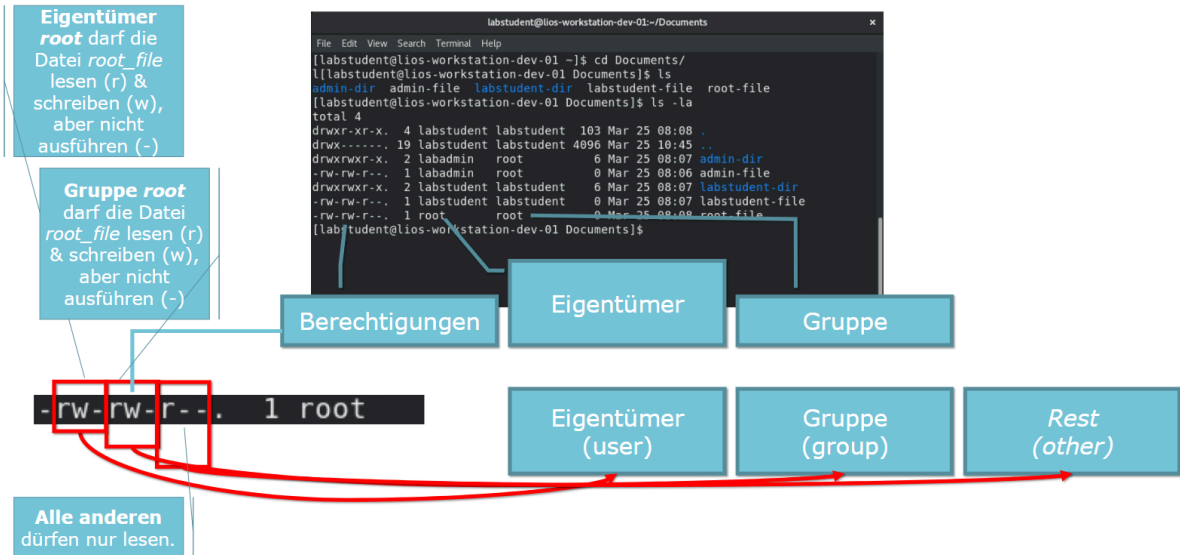 Eigentümer
root darf die
Datei root_file
lesen (r) &
schreiben (w),
aber nicht
ausführen (-)
Gruppe root
darf die Datei
root_file lesen (r)
& schreiben (w),
aber nicht
ausführen (-)
labstudent@lios-workstation-dev-01:~/Documents
File Edit View Search Terminal Help
[labstudent@lios-workstation-dev-01 ~]$ cd Documents/
l[labstudent@lios-workstation-dev-01 Documents]$ ls
admin-dir admin-file labstudent-dir labstudent-file root-file
[labstudent@lios-workstation-dev-01 Documents]$ ls -la
total 4
drwxr-xr-x. 4 labstudent labstudent 103 Mar 25 08:08 .
drwx------. 19 labstudent labstudent 4096 Mar 25 10:45 ..
drwxrwxr-x. 2 labadmin root 6 Mar 25 08:07 admin-dir
-rw-rw-r--. 1 labadmin root 0 Mar 25 08:06 admin-file
drwxrwxr-x. 2 labstudent labstudent 6 Mar 25 08:07 labstudent-dir
-rw-rw-r--. 1 labstudent labstudent 0 Mar 25 08:07 labstudent-file
-rw-rw-r--. 1 root root 0 Mar 25 08:08 root-file
[labstudent@lios-workstation-dev-01 Documents]$
Berechtigungen
Eigentümer
Gruppe
-rw-rw-r--. 1 root
Eigentümer
(user)
Gruppe
(group)
Rest
(other)
Alle anderen
dürfen nur lesen.